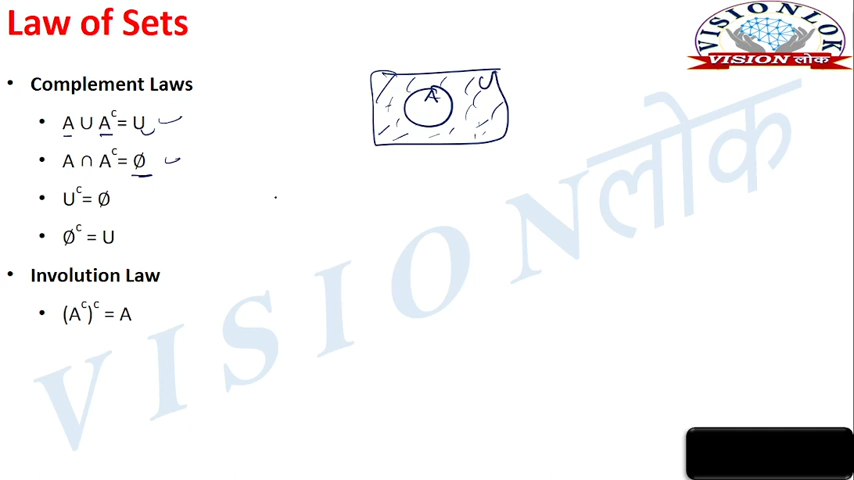 Law of Sets
VISIONLOK
VISION लोक
• Complement Laws
• A ∪ Aᶜ= U
• A ∩ Aᶜ= Ø
• Uᶜ= Ø
• Øᶜ = U
• Involution Law
• (Aᶜ)ᶜ = A
A
U
VISION लोक